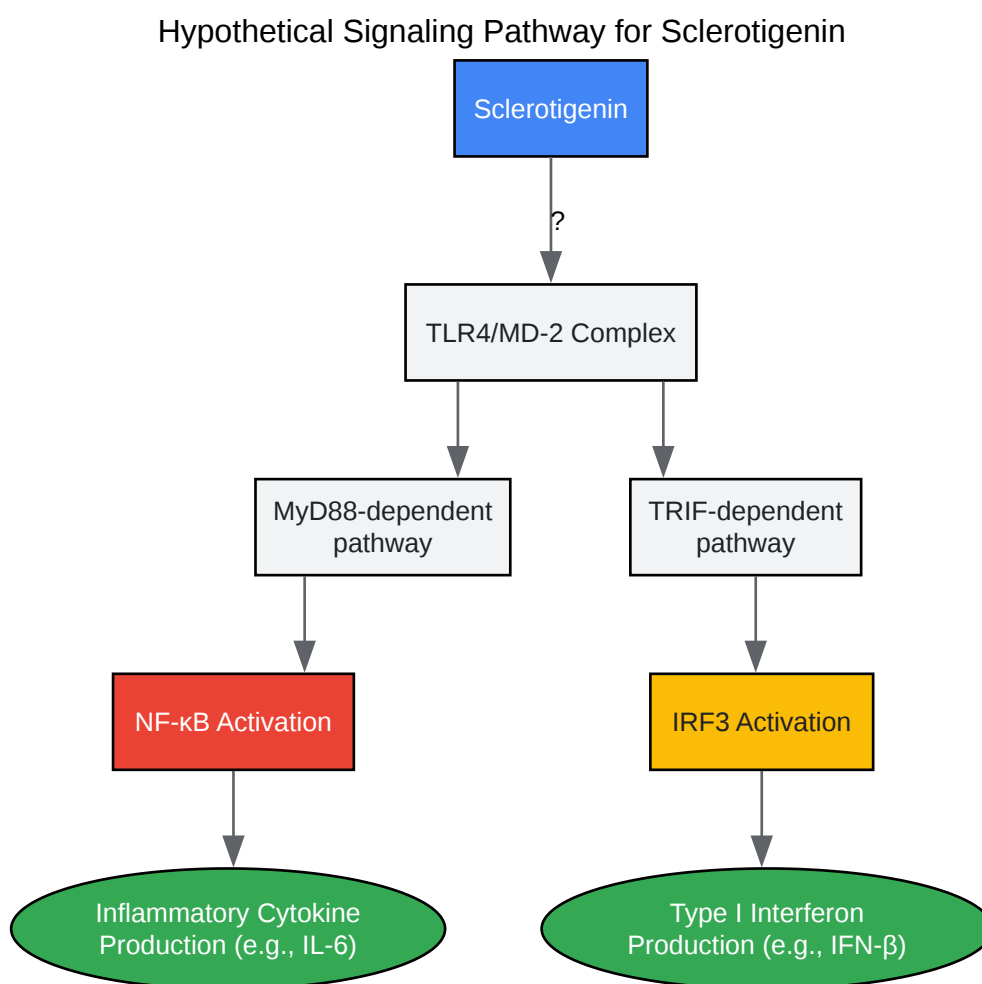 Hypothetical Signaling Pathway for Sclerotigenin
Sclerotigenin
?
TLR4/MD-2 Complex
MyD88-dependent
pathway
TRIF-dependent
pathway
NF-κB Activation
IRF3 Activation
Inflammatory Cytokine
Production (e.g., IL-6)
Type I Interferon
Production (e.g., IFN-β)